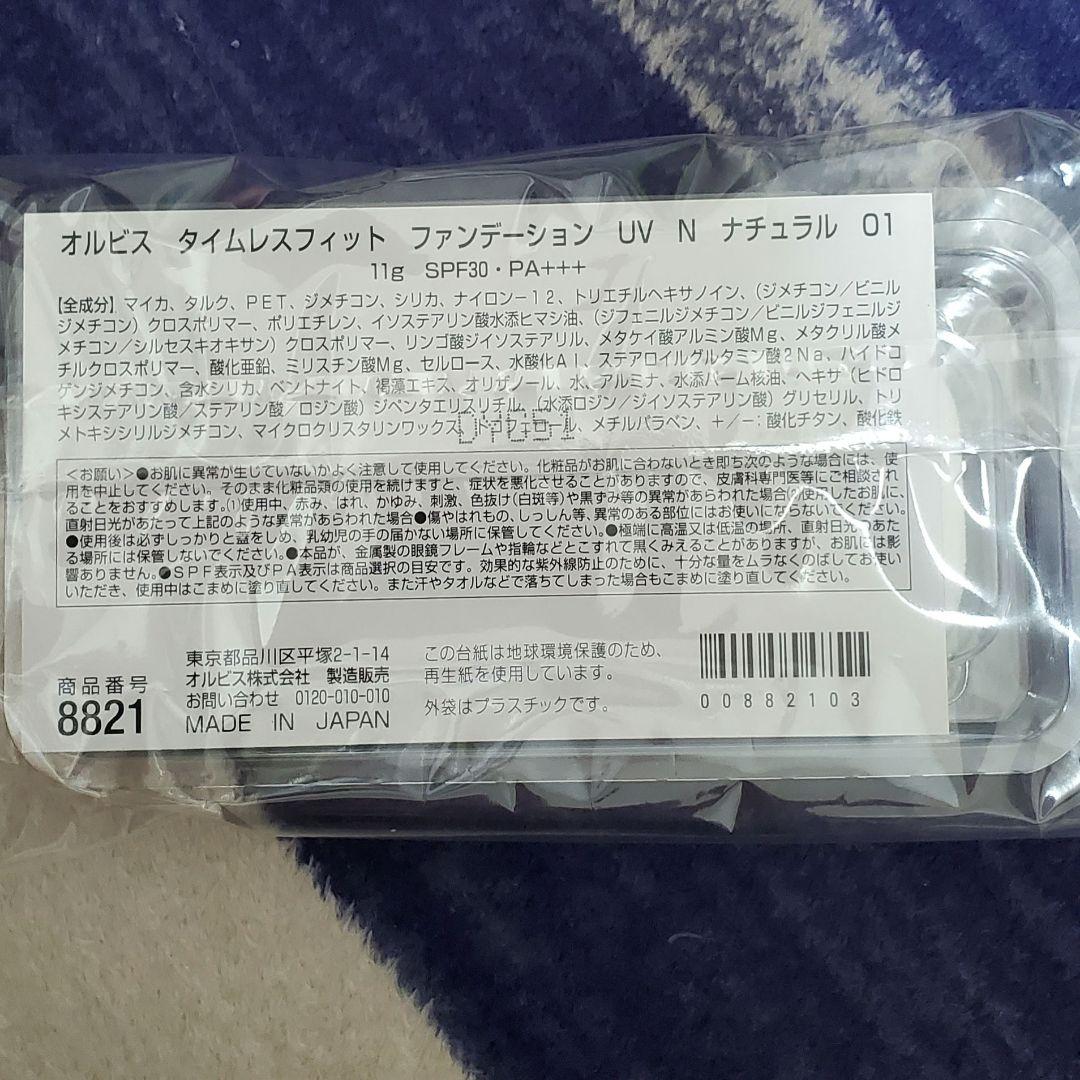 オルビス タイムレスフィット ファンデーション UV N ナチュラル 01
11g SPF30・PA+++
【全成分】マイカ、タルク、PET、ジメチコン、シリカ、ナイロン−12、トリエチルヘキサノイン、(ジメチコン/ビニル
ジメチコン)クロスポリマー、ポリエチレン、イソステアリン酸水添ヒマシ油、(ジフェニルジメチコン/ビニルジフェニルジ
メチコン/シルセスキオキサン)クロスポリマー、リンゴ酸ジイソステアリル、メタケイ酸アルミン酸Mg、メタクリル酸メ
チルクロスポリマー、酸化亜鉛、ミリスチン酸Mg、セルロース、水酸化Al、ステアロイルグルタミン酸2Na、ハイドロ
ゲンジメチコン、含水シリカ、ベントナイト、褐藻エキス、オリザノール、水、アルミナ、水添パーム核油、ヘキサ(ヒドロ
キシステアリン酸/ステアリン酸/ロジン酸)ジペンタエリスリチル、(水添ロジン/ジイソステアリン酸)グリセリル、トリ
メトキシシリルジメチコン、マイクロクリスタリンワックス、メチルパラベン、+/−:酸化チタン、酸化鉄
<お願い>●お肌に異常が生じていないかよく注意して使用してください。化粧品がお肌に合わないとき即ち次のような場合には、使
用を中止してください。そのまま化粧品類の使用を続けますと、症状を悪化させることがありますので、皮膚科専門医等にご相談され
ることをおすすめします。(1)使用中、赤み、はれ、かゆみ、刺激、色抜け(白斑等)や黒ずみ等の異常があらわれた場合(2)使用したお肌に、
直射日光があたって上記のような異常があらわれた場合●傷やはれもの、しっしん等、異常のある部位にはお使いにならないでください。
●使用後は必ずしっかりと蓋をしめ、乳幼児の手の届かない場所に保管してください。●極端に高温又は低温の場所、直射日光のあた
る場所には保管しないでください。●本品が、金属製の眼鏡フレームや指輪などとこすれて黒くみえることがありますが、お肌には影
響ありません。●SPF表示及びPA表示は商品選択の目安です。効果的な紫外線防止のために、十分な量をムラなくのばしてお使い
いただき、使用中はこまめに塗り直してください。また汗やタオルなどで落ちてしまった場合もこまめに塗り直してください。
商品番号
8821
東京都品川区平塚2-1-14
オルビス株式会社 製造販売
お問い合わせ 0120-010-010
MADE IN JAPAN
この台紙は地球環境保護のため、
再生紙を使用しています。
外袋はプラスチックです。
00882103